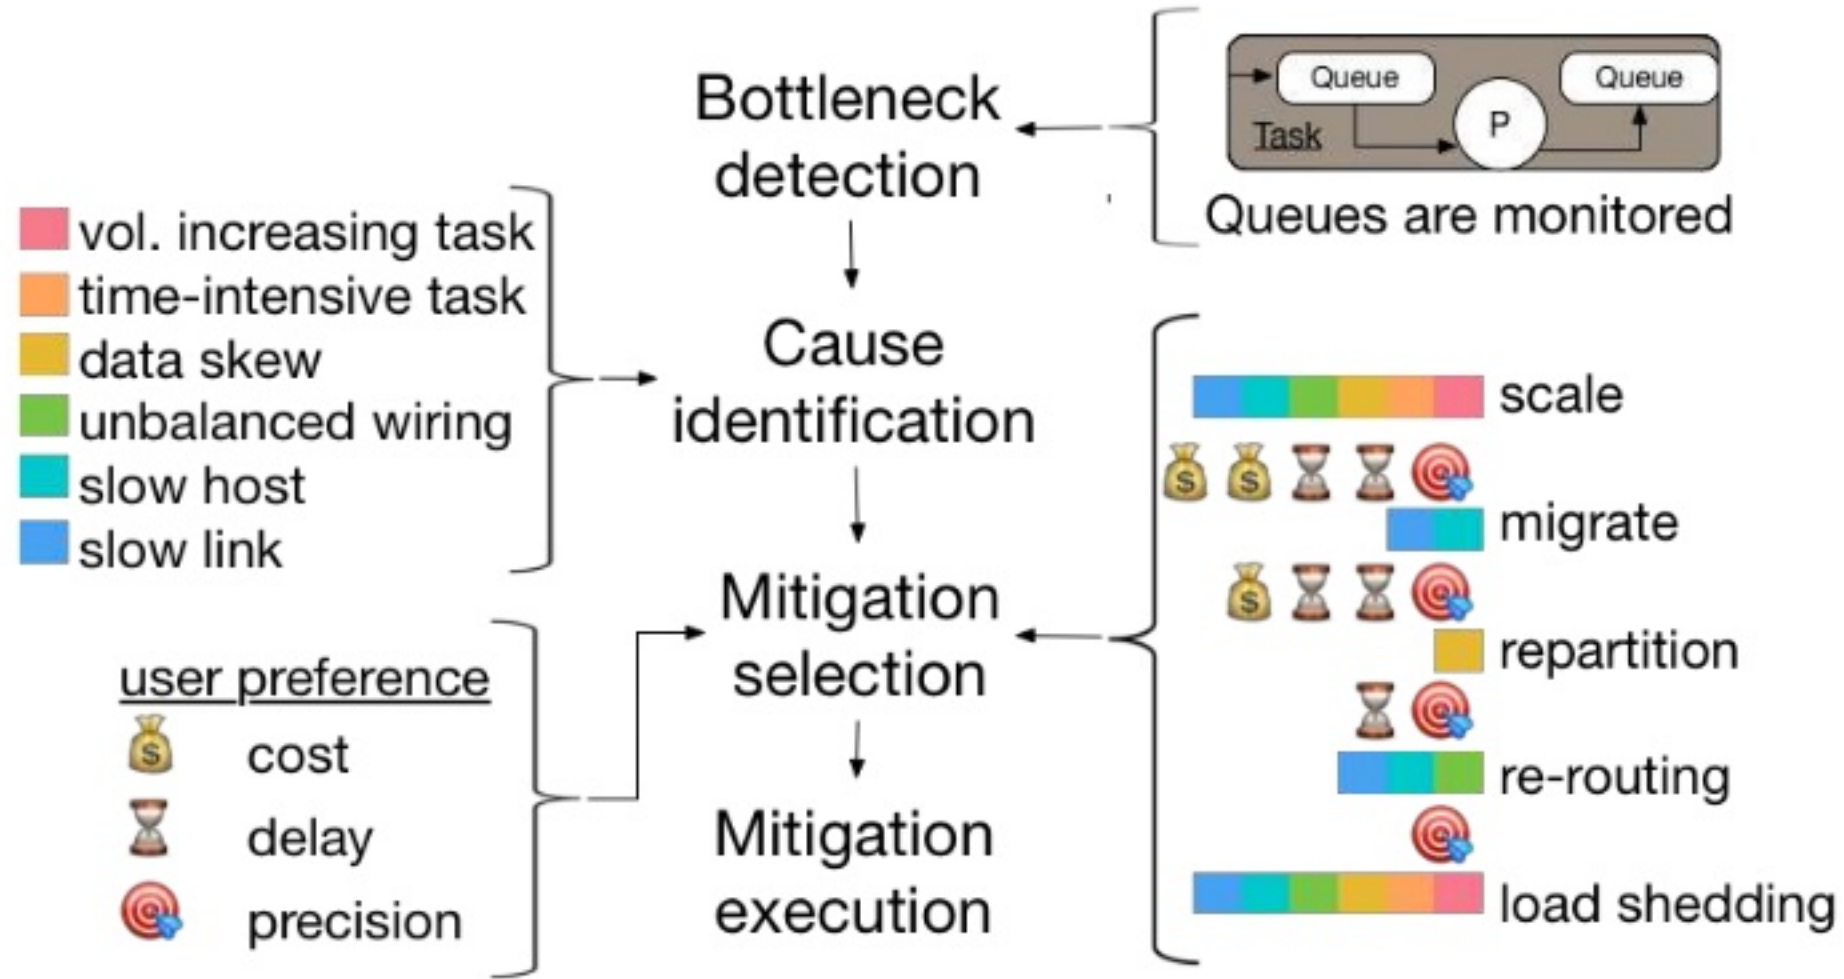 Bottleneck
detection
Queue
Queue
P
Task
Queues are monitored
vol. increasing task
time-intensive task
data skew
unbalanced wiring
slow host
slow link
Cause
identification
user preference
cost
delay
precision
Mitigation
selection
scale
migrate
repartition
re-routing
load shedding
Mitigation
execution